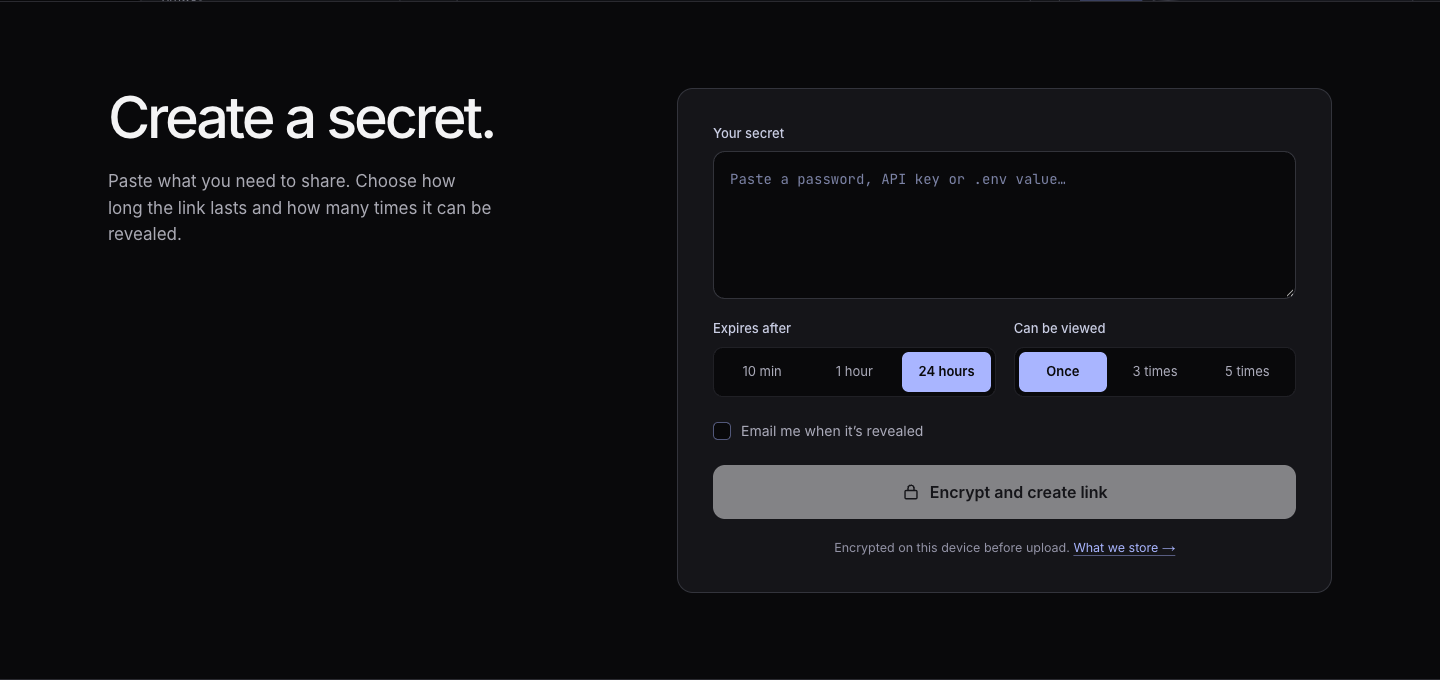 Create a secret.
Paste what you need to share. Choose how
long the link lasts and how many times it can be
revealed.
Your secret
Paste a password, API key or .env value…
Expires after
10 min
1 hour
24 hours
Can be viewed
Once
3 times
5 times
Email me when it’s revealed
Encrypt and create link
Encrypted on this device before upload. What we store →